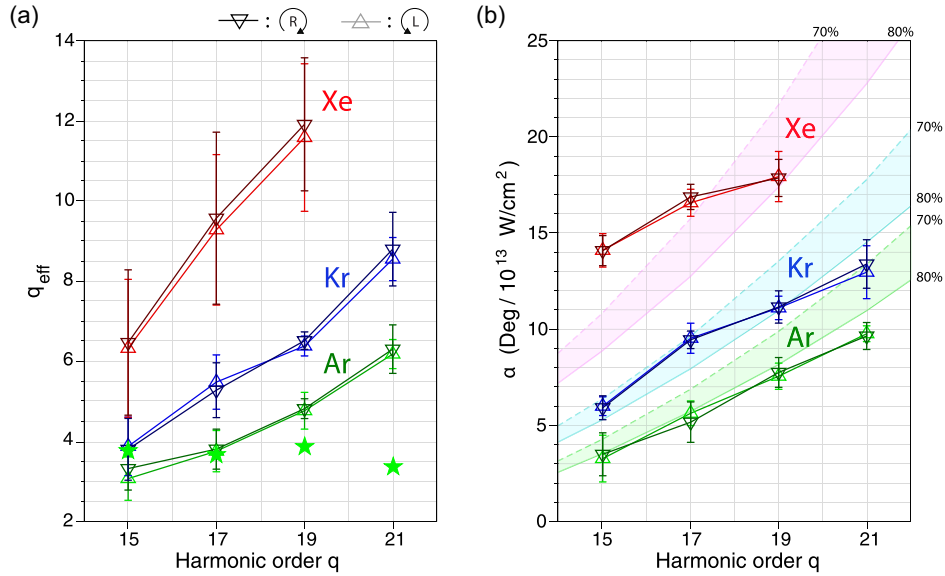 (a)
: R
: L
(b)
14
12
10
8
6
4
2
q_eff
Xe
Kr
Ar
15 17 19 21
Harmonic order q
70% 80%
25
20
15
10
5
0
α (Deg / 10^13 W/cm^2)
Xe
Kr
Ar
70%
80%
70%
80%
15 17 19 21
Harmonic order q